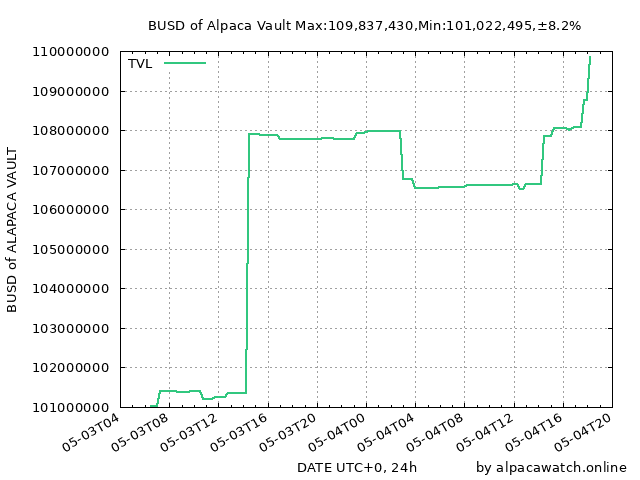 BUSD of Alpaca Vault Max:109,837,430,Min:101,022,495,±8.2%
TVL
110000000
109000000
108000000
107000000
106000000
105000000
104000000
103000000
102000000
101000000
BUSD of ALAPACA VAULT
05-03T04
05-03T08
05-03T12
05-03T16
05-03T20
05-04T00
05-04T04
05-04T08
05-04T12
05-04T16
05-04T20
DATE UTC+0, 24h
by alpacawatch.online